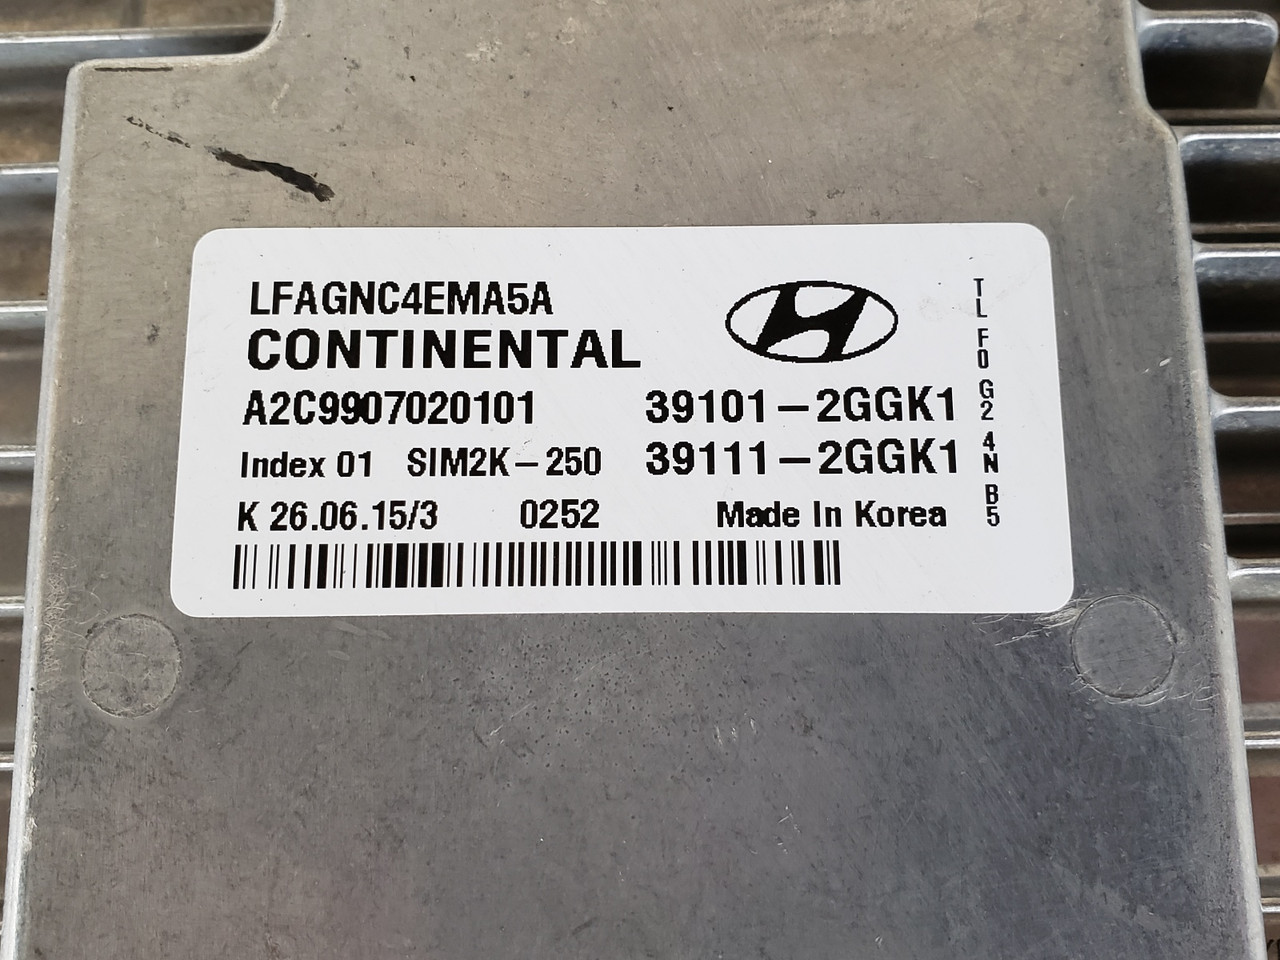 LFAGNC4EMA5A
CONTINENTAL
A2C9907020101 39101-2GGK1
Index 01 SIM2K-250 39111-2GGK1
K 26.06.15/3 0252 Made In Korea
TL F0 G2 4N B5